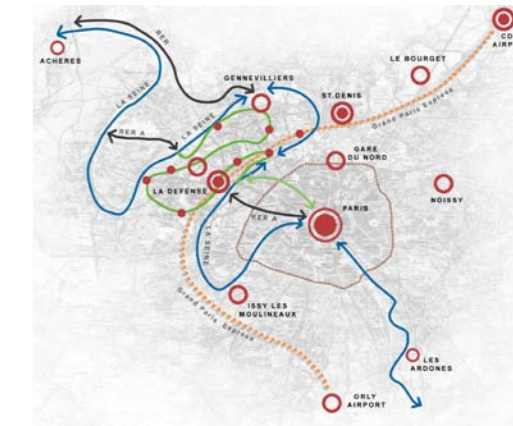 CD
AIRP
RER
ACHERES
LE BOURGET
GENNEVILLIERS
LA SEINE
ST.DENIS
LA SEINE
Grand Paris Express
RER A
GARE
DU NORD
LA DEFENSE
NOISSY
PARIS
RER A
LA SEINE
Grand Paris Express
ISSY LES
MOULINEAUX
LES
ARDONES
ORLY
AIRPORT